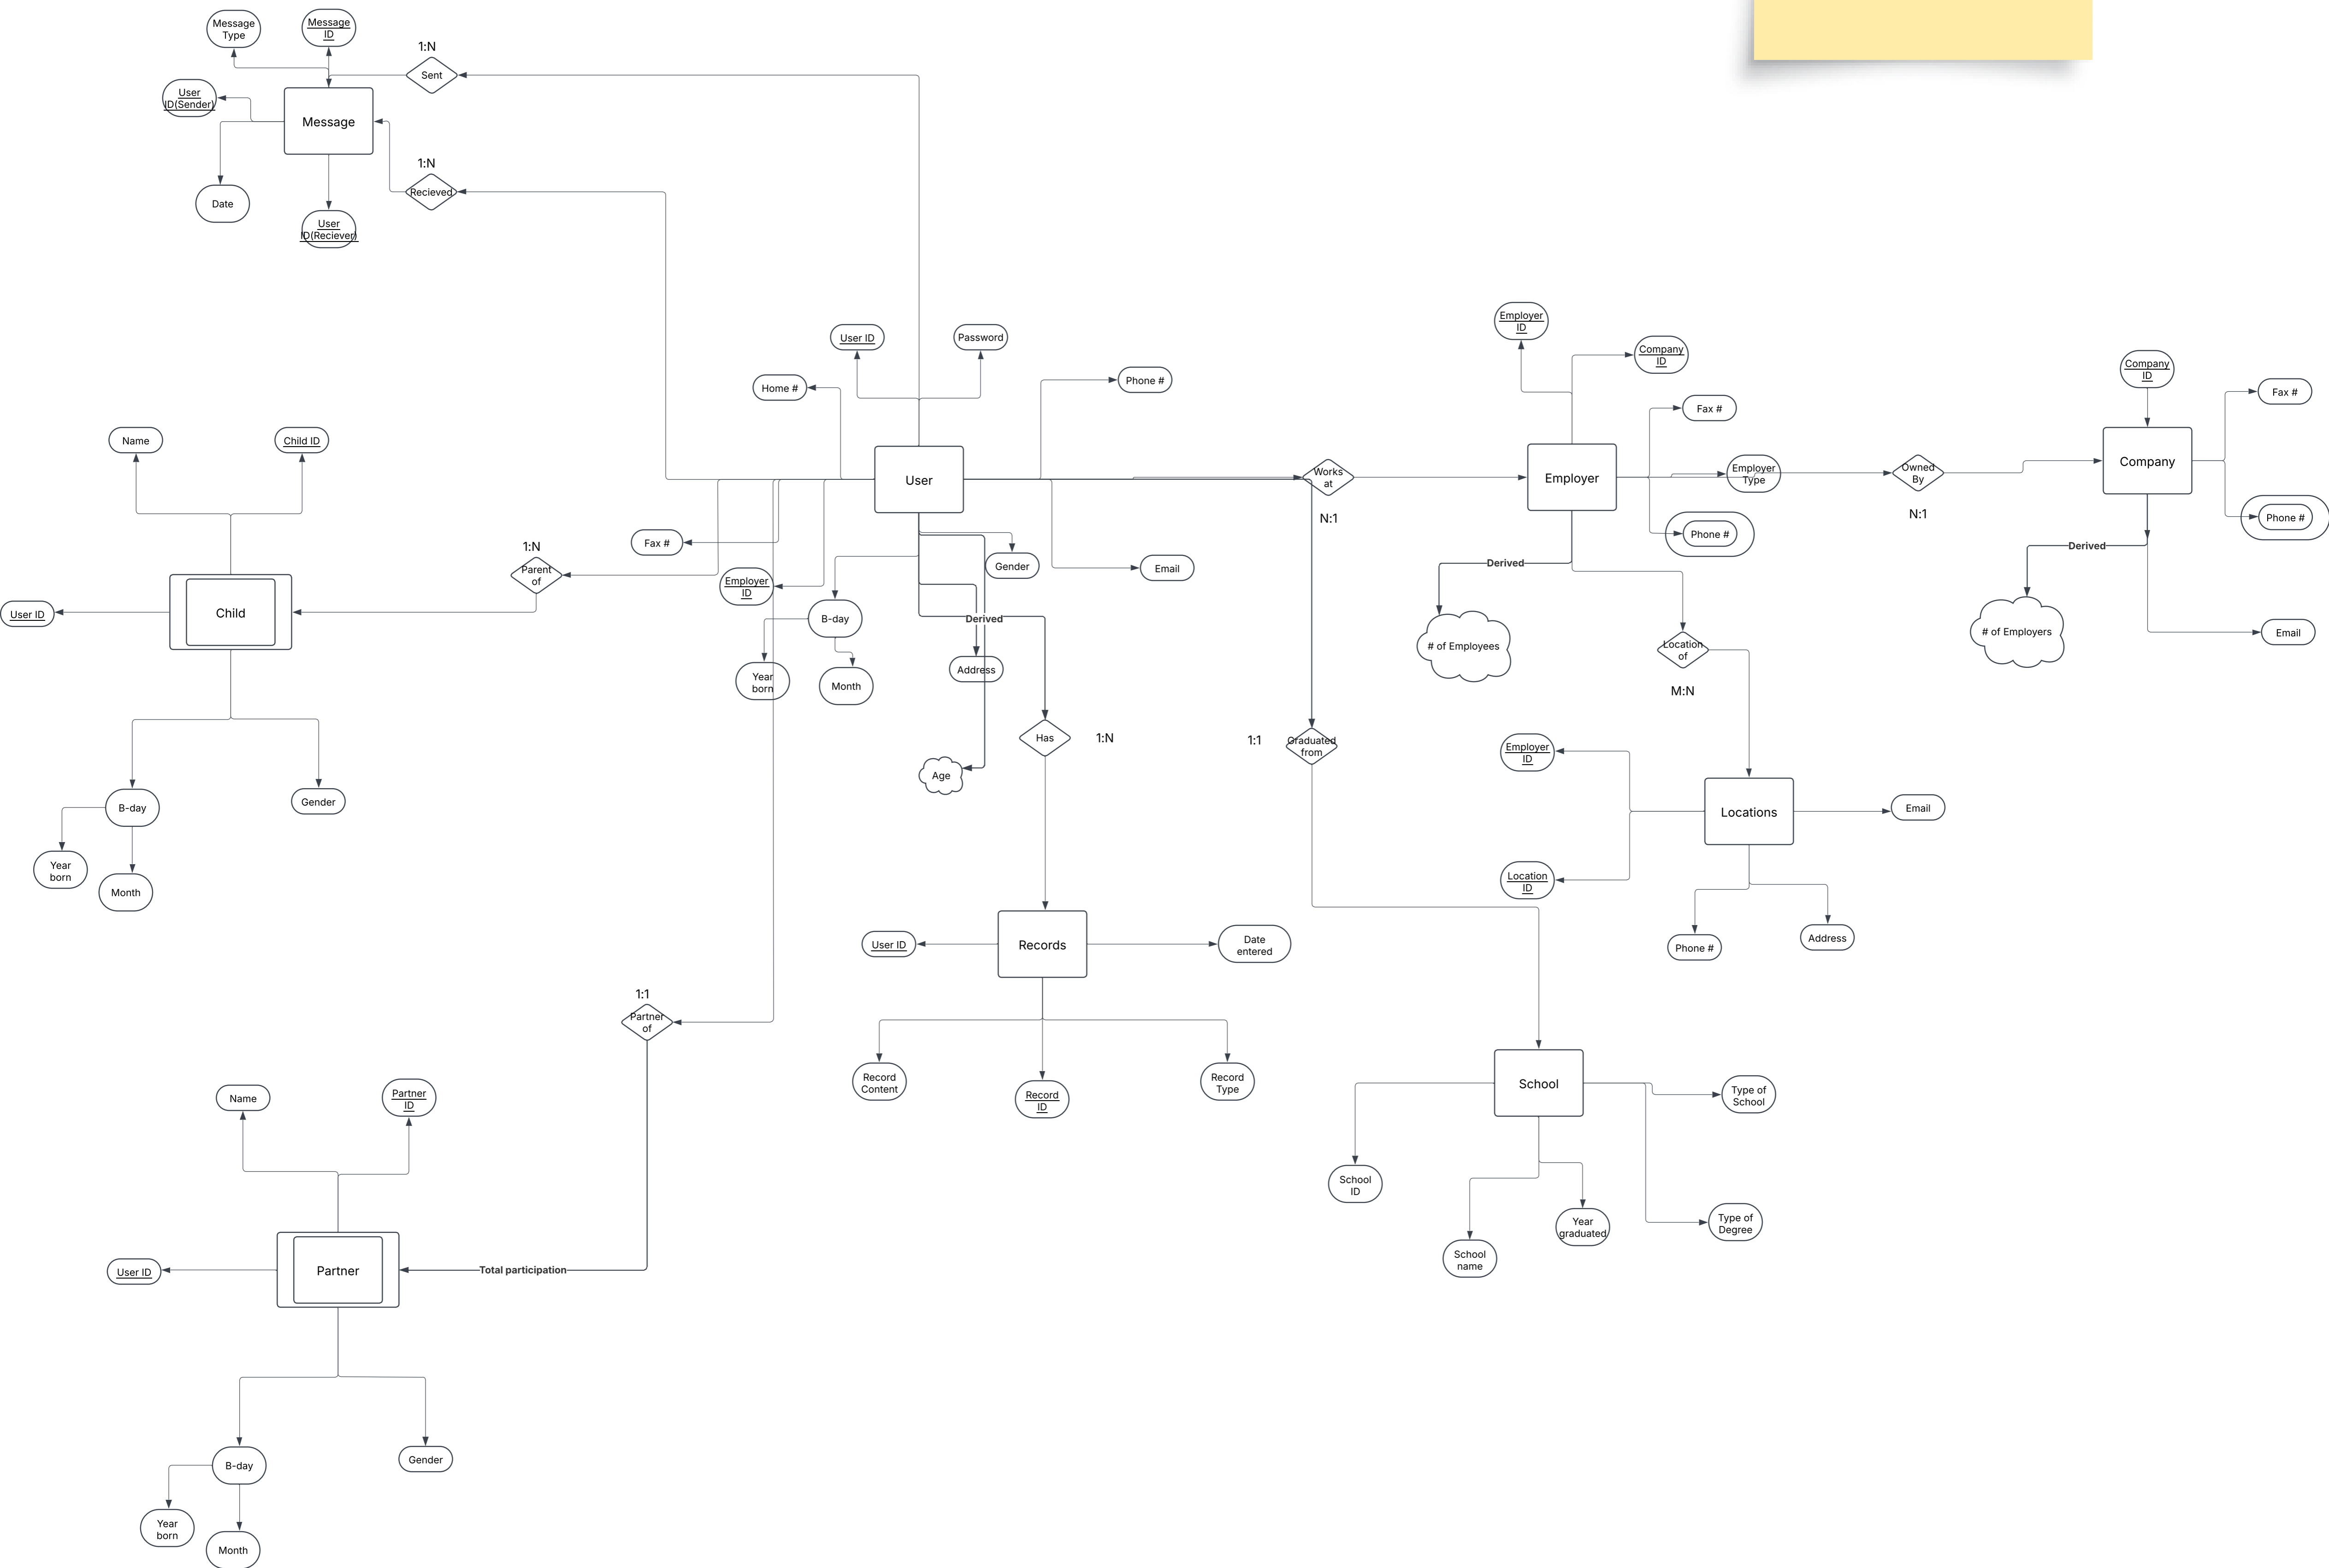 Message
Type
Message
ID
1:N
Sent
User
ID(Sender)
Message
1:N
Recieved
Date
User
ID(Reciever)
User ID
Password
Home #
Phone #
Employer
ID
Company
ID
Company
ID
Fax #
Fax #
Name
Child ID
User
Works
at
Employer
Employer
Type
Owned
By
Company
N:1
N:1
Phone #
Phone #
1:N
Parent
of
Fax #
Gender
Email
Derived
Derived
Employer
ID
User ID
Child
B-day
Derived
# of Employees
Location
of
# of Employers
Email
Year
born
Month
Address
M:N
Has
1:N
1:1
Graduated
from
Employer
ID
Age
B-day
Gender
Locations
Email
Year
born
Month
Location
ID
User ID
Records
Date
entered
Phone #
Address
1:1
Partner
of
Record
Content
Record
ID
Record
Type
School
Type of
School
Name
Partner
ID
School
ID
Year
graduated
Type of
Degree
School
name
User ID
Partner
Total participation
B-day
Gender
Year
born
Month